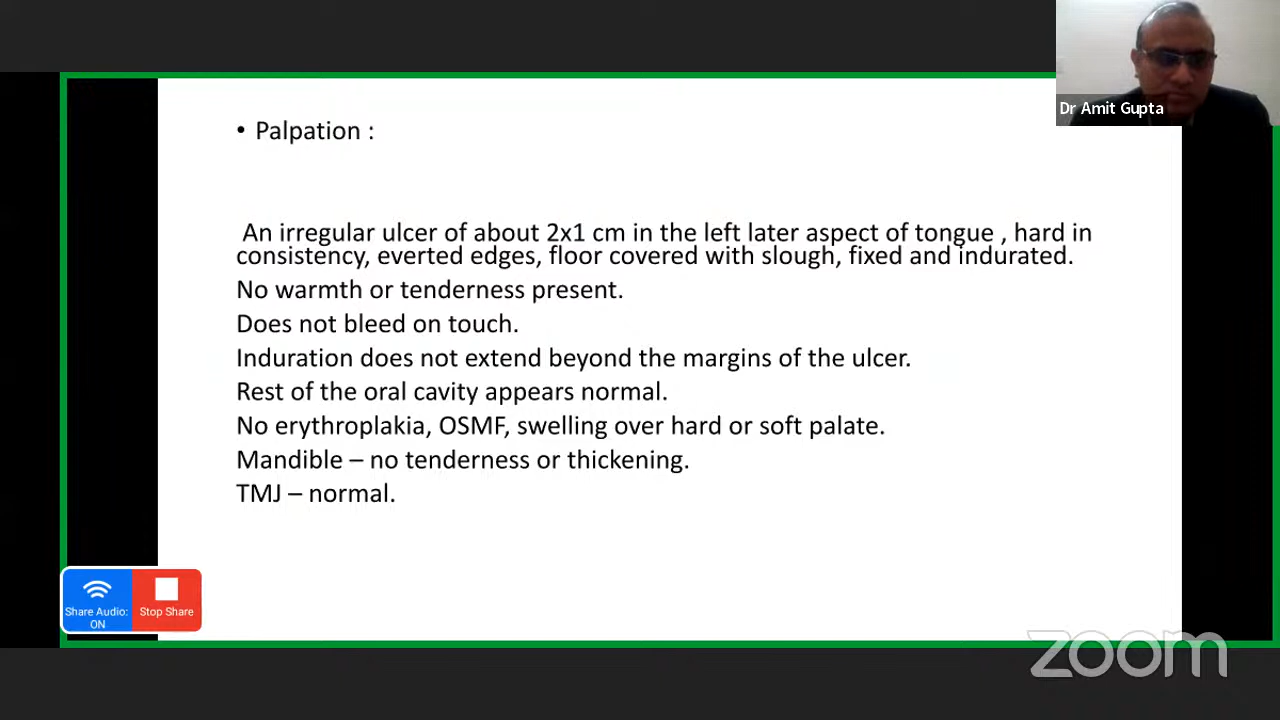 Dr Amit Gupta
• Palpation :
An irregular ulcer of about 2x1 cm in the left later aspect of tongue , hard in
consistency, everted edges, floor covered with slough, fixed and indurated.
No warmth or tenderness present.
Does not bleed on touch.
Induration does not extend beyond the margins of the ulcer.
Rest of the oral cavity appears normal.
No erythroplakia, OSMF, swelling over hard or soft palate.
Mandible – no tenderness or thickening.
TMJ – normal.
Share Audio:
ON
Stop Share
zoom